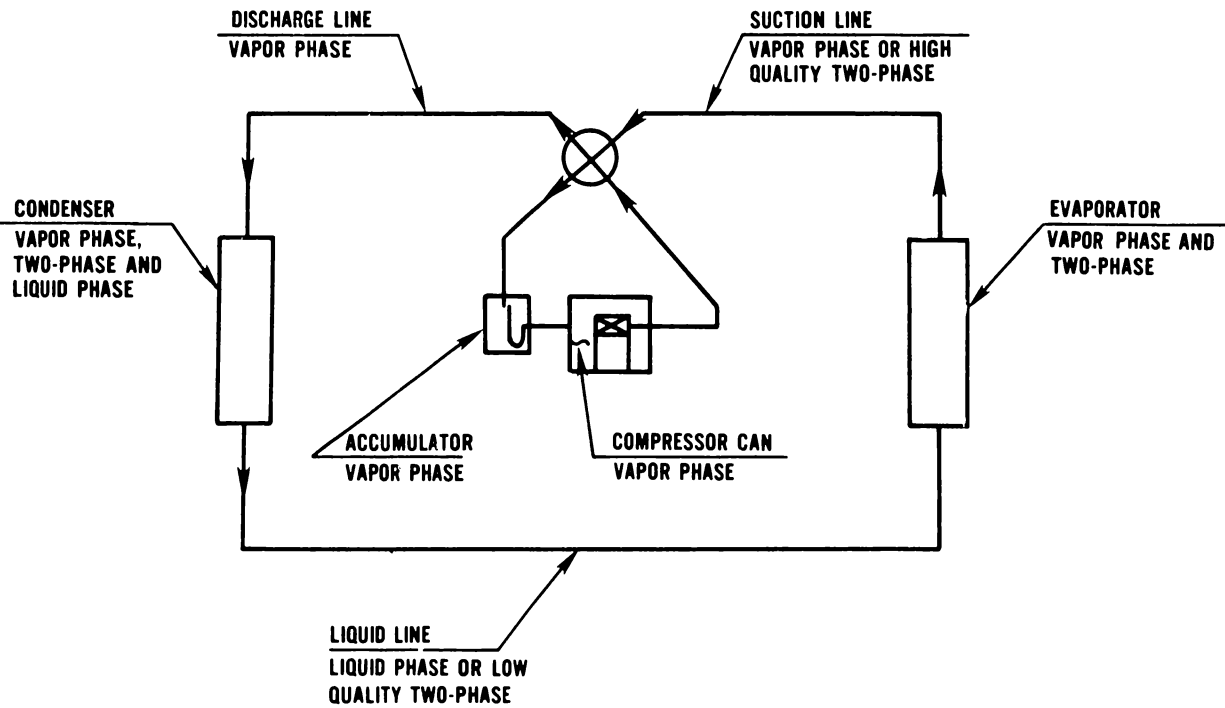 DISCHARGE LINE
VAPOR PHASE
SUCTION LINE
VAPOR PHASE OR HIGH
QUALITY TWO-PHASE
CONDENSER
VAPOR PHASE,
TWO-PHASE AND
LIQUID PHASE
EVAPORATOR
VAPOR PHASE AND
TWO-PHASE
ACCUMULATOR
VAPOR PHASE
COMPRESSOR CAN
VAPOR PHASE
LIQUID LINE
LIQUID PHASE OR LOW
QUALITY TWO-PHASE